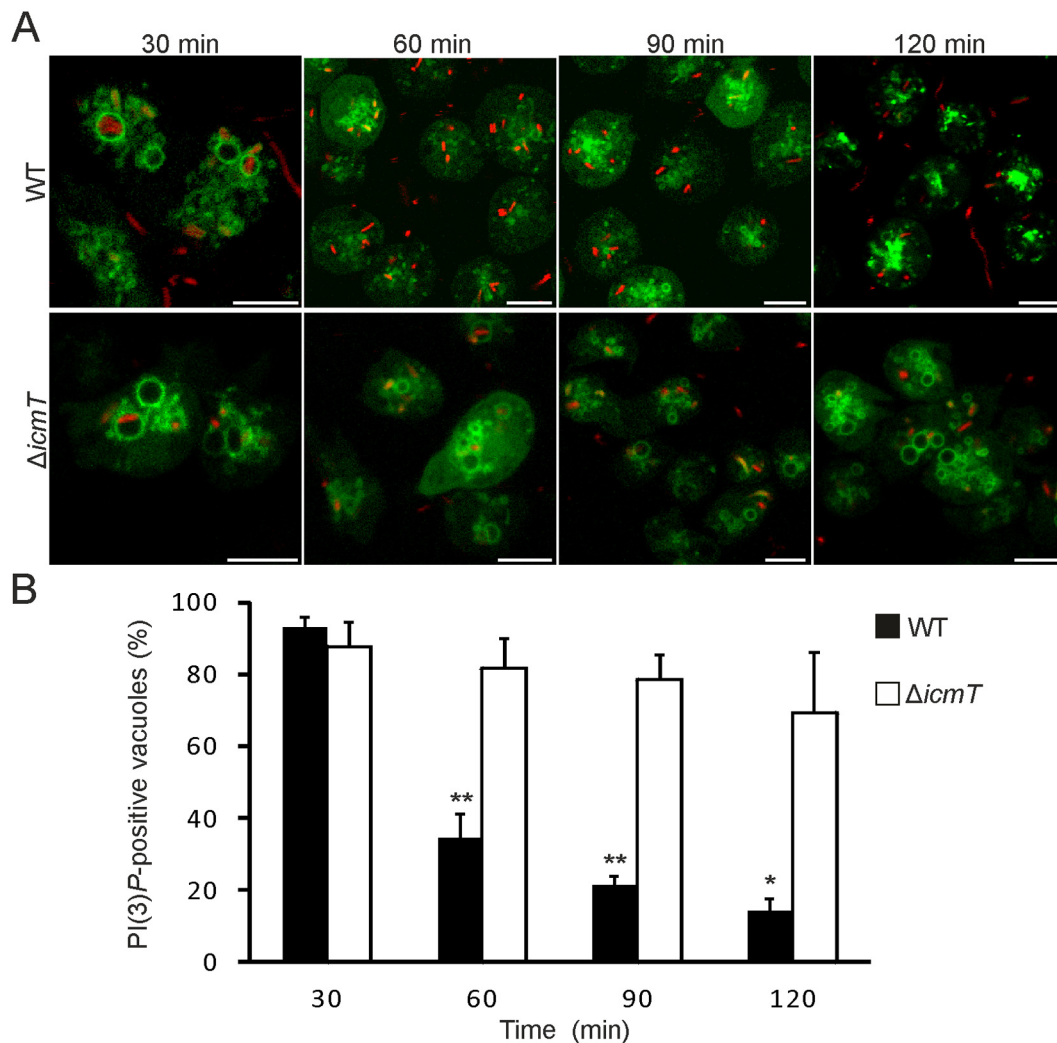 A
30 min 60 min 90 min 120 min
WT
ΔicmT
B
PI(3)P-positive vacuoles (%)
100
80
60
40
20
0
** ** *
30 60 90 120
Time (min)
WT
ΔicmT